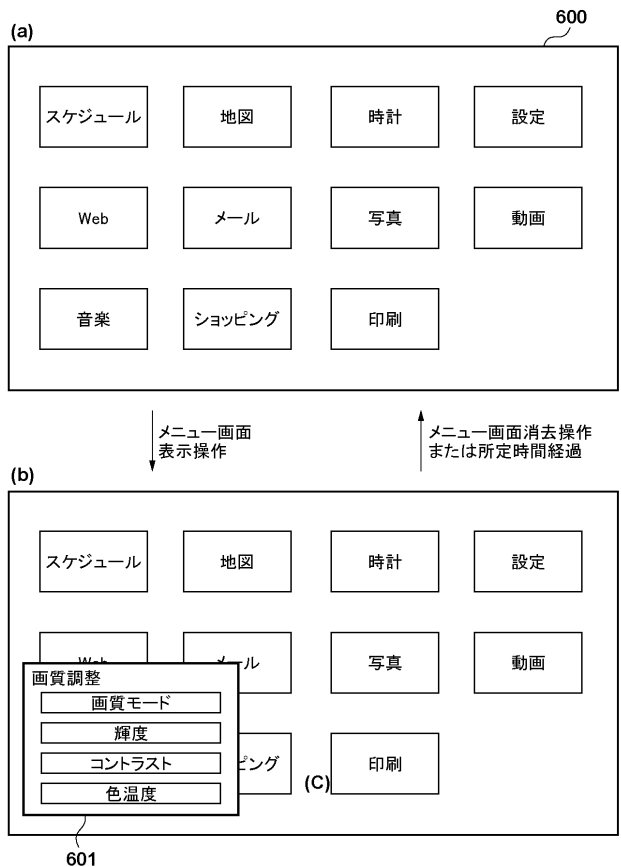 (a)
600
スケジュール 地図 時計 設定
Web メール 写真 動画
音楽 ショッピング 印刷
メニュー画面
表示操作
メニュー画面消去操作
または所定時間経過
(b)
スケジュール 地図 時計 設定
Web メール 写真 動画
画質調整
画質モード
輝度
コントラスト
色温度
ピング 印刷
(C)
601